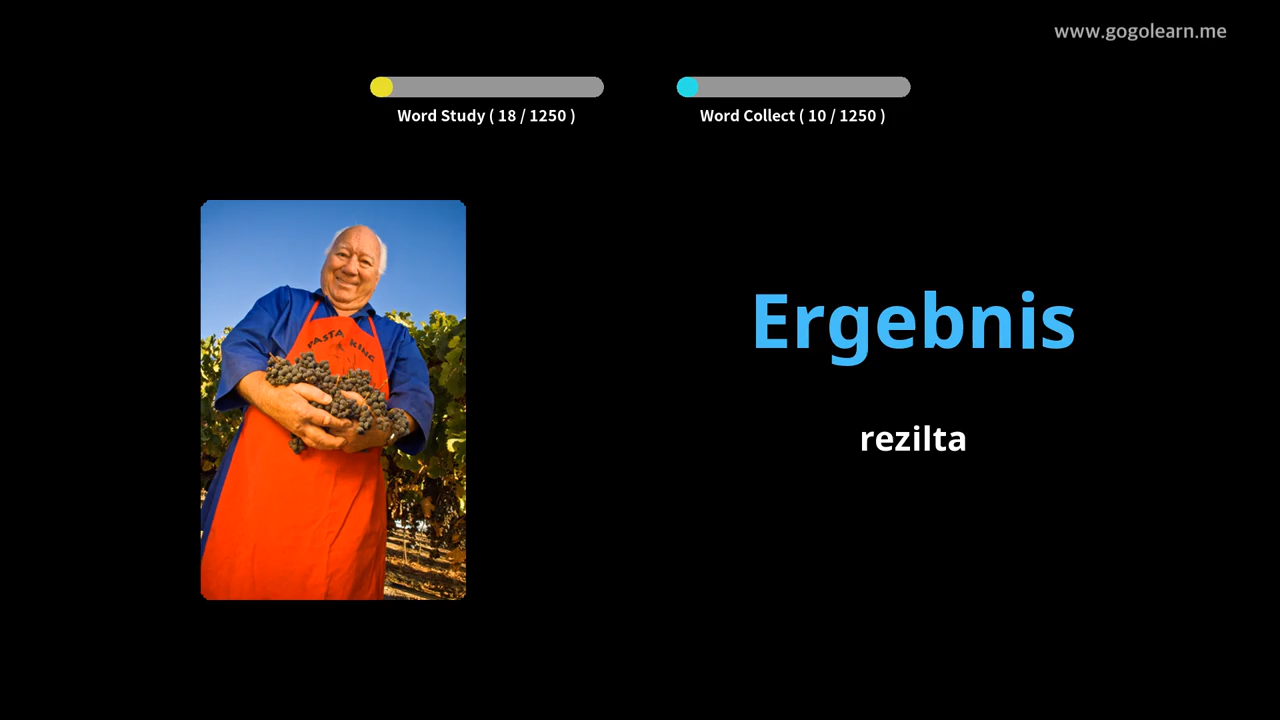 www.gogolearn.me
Word Study ( 18 / 1250 )
Word Collect ( 10 / 1250 )
PASTA KING
Ergebnis
rezilta